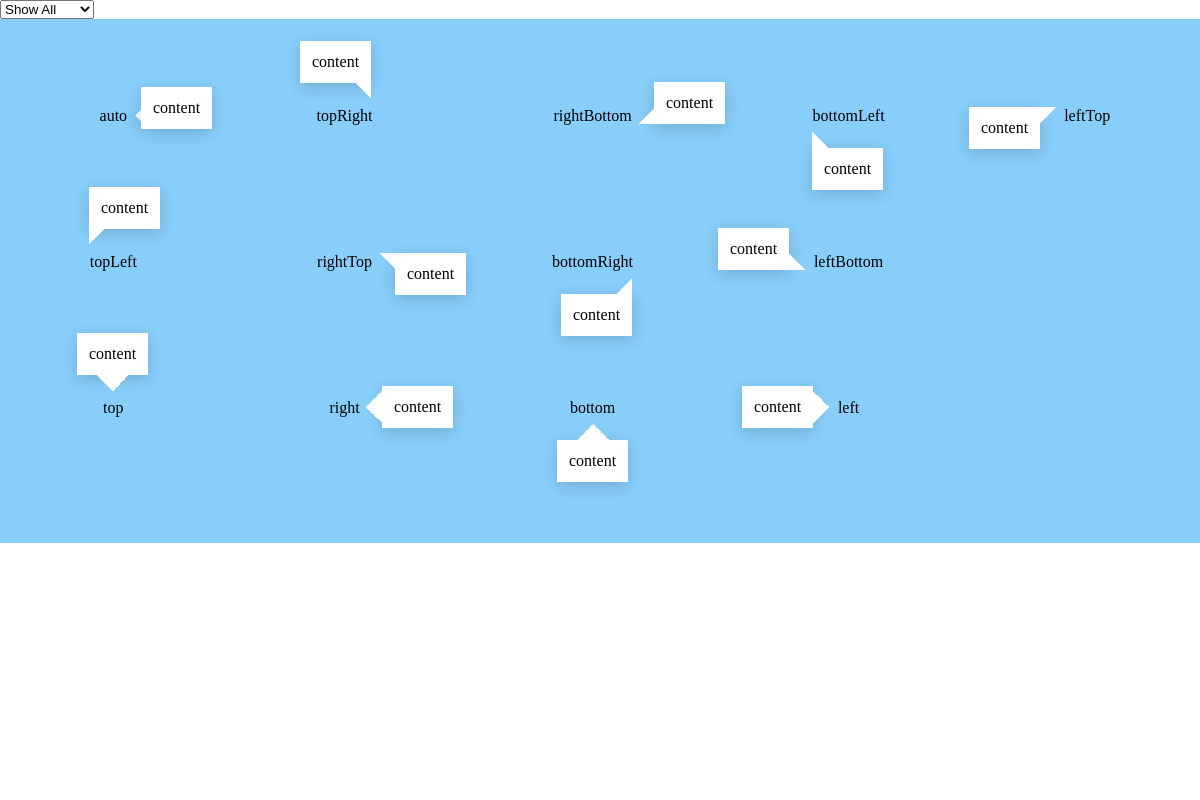 Show All
content
content
content
auto
content
topRight
rightBottom
bottomLeft
content
leftTop
content
content
topLeft
rightTop
content
bottomRight
content
leftBottom
content
content
top
right
content
bottom
content
left
content